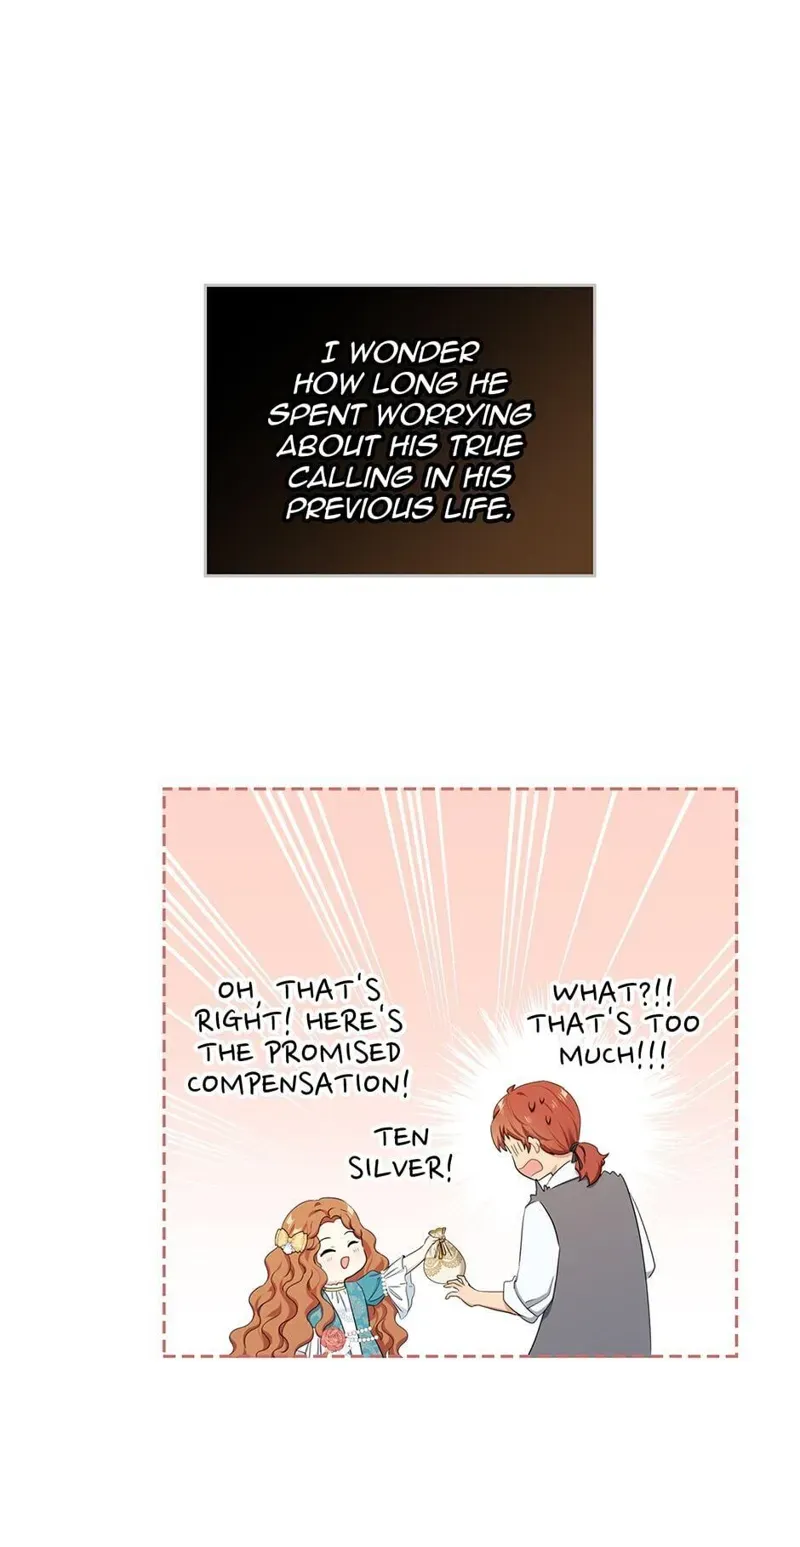 I WONDER
HOW LONG HE
SPENT WORRYING
ABOUT HIS TRUE
CALLING IN HIS
PREVIOUS LIFE.
OH, THAT'S
RIGHT! HERE'S
THE PROMISED
COMPENSATION!
WHAT?!!
THAT'S TOO
MUCH!!!
TEN
SILVER!